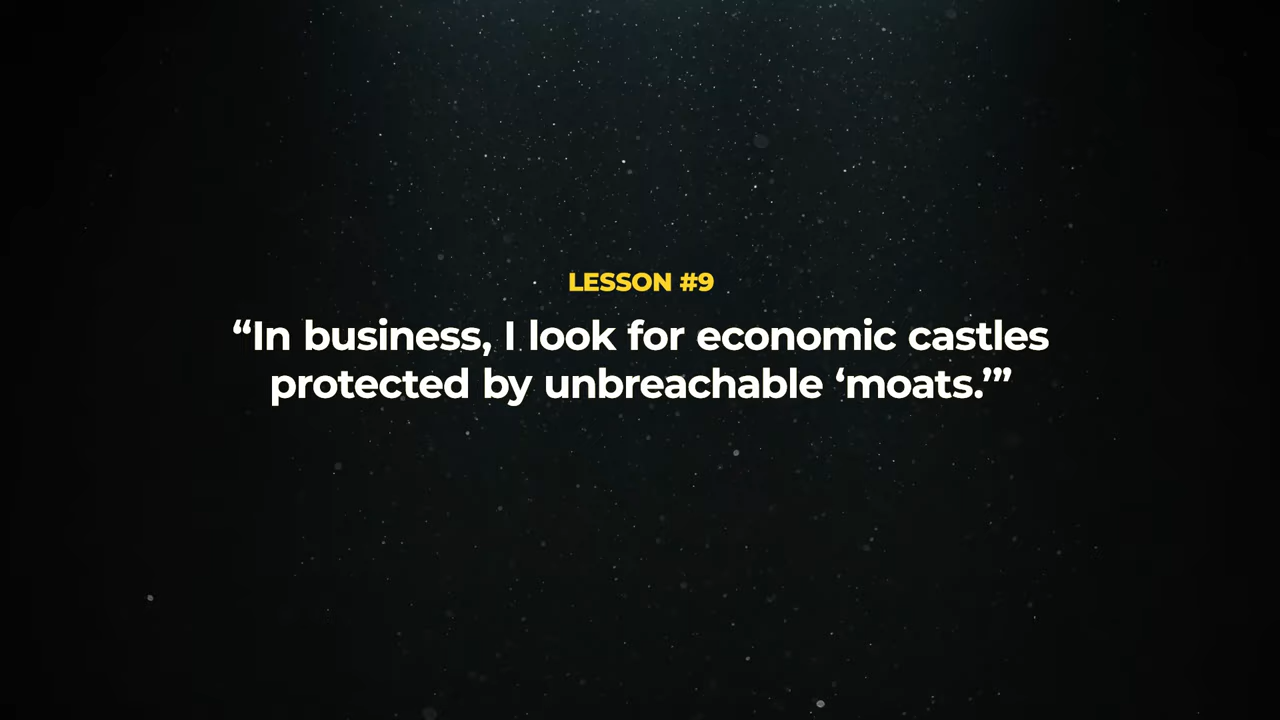 LESSON #9
“In business, I look for economic castles
protected by unbreachable ‘moats.’”